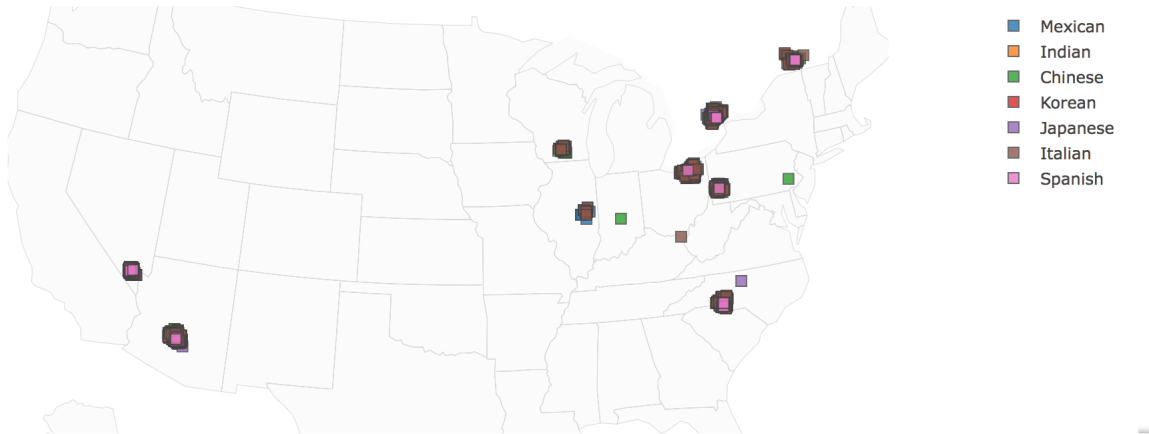 Mexican
Indian
Chinese
Korean
Japanese
Italian
Spanish